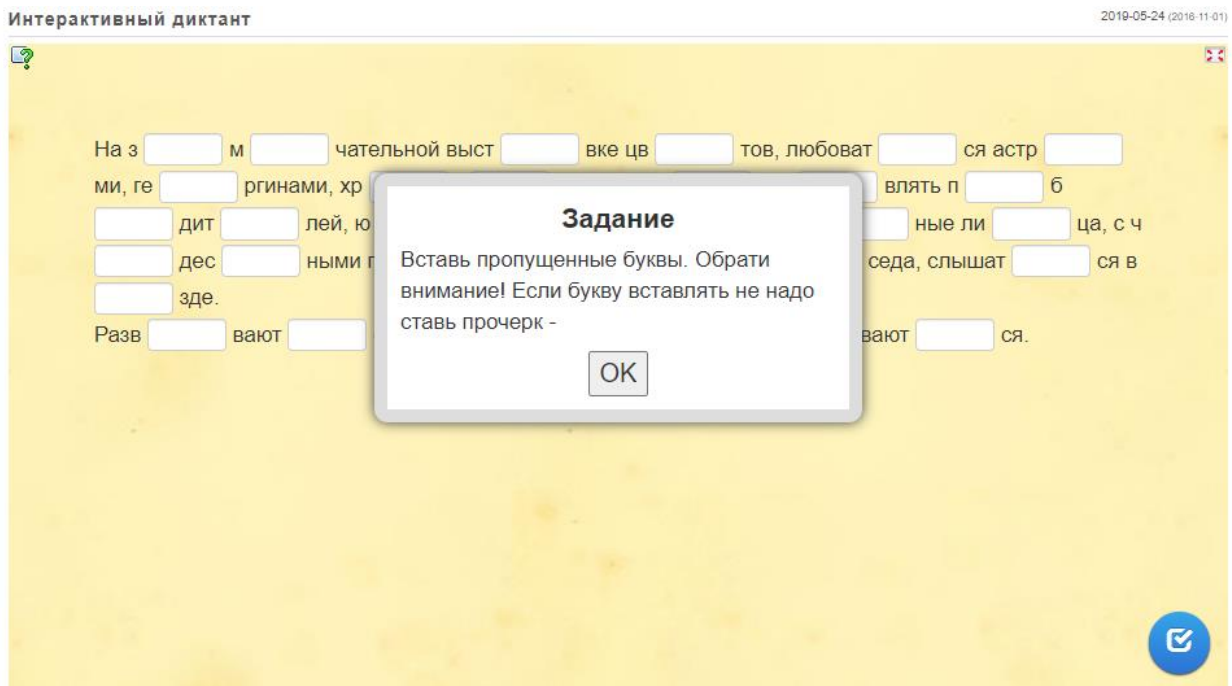 Интерактивный диктант
2019-05-24 (2016-11-01)
На з м чательной выст вке цв тов, любоват ся астр
ми, ге ргинами, хр влять п б
дит лей, ю ные ли ца, с ч
дес ными г седа, слышат ся в
зде.
Разв вают вают ся.
Задание
Вставь пропущенные буквы. Обрати
внимание! Если букву вставлять не надо
ставь прочерк -
OK